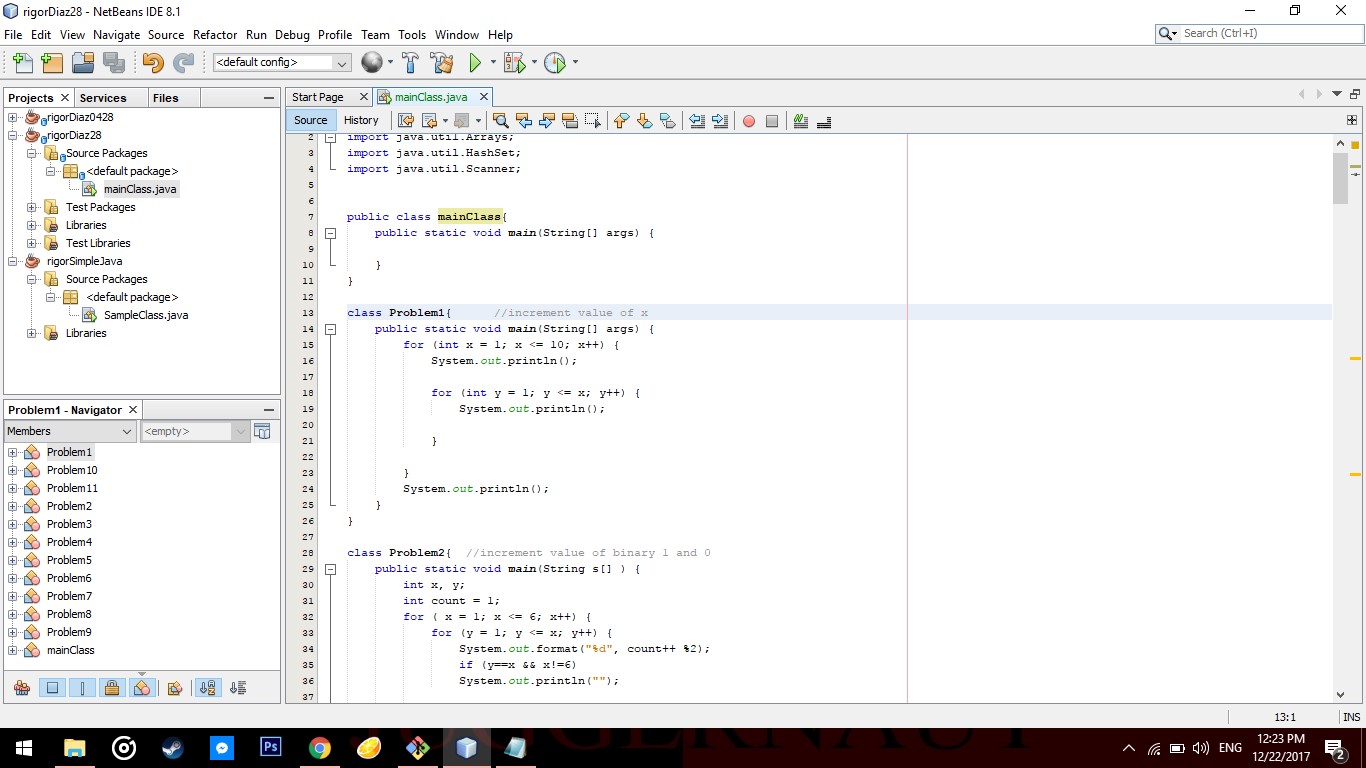 rigorDiaz28 - NetBeans IDE 8.1
File Edit View Navigate Source Refactor Run Debug Profile Team Tools Window Help
Search (Ctrl+I)
<default config>
Projects Services Files
rigorDiaz0428
rigorDiaz28
Source Packages
<default package>
mainClass.java
Test Packages
Libraries
Test Libraries
rigorSimpleJava
Source Packages
<default package>
SampleClass.java
Libraries
Problem1 - Navigator
Members <empty>
Problem1
Problem10
Problem11
Problem2
Problem3
Problem4
Problem5
Problem6
Problem7
Problem8
Problem9
mainClass
Start Page mainClass.java
Source History
2 import java.util.Arrays;
3 import java.util.HashSet;
4 import java.util.Scanner;
5
6
7 public class mainClass{
8 public static void main(String[] args) {
9
10 }
11 }
12
13 class Problem1{ //increment value of x
14 public static void main(String[] args) {
15 for (int x = 1; x <= 10; x++) {
16 System.out.println();
17
18 for (int y = 1; y <= x; y++) {
19 System.out.println();
20
21 }
22
23 }
24 System.out.println();
25 }
26 }
27
28 class Problem2{ //increment value of binary 1 and 0
29 public static void main(String s[] ) {
30 int x, y;
31 int count = 1;
32 for ( x = 1; x <= 6; x++) {
33 for (y = 1; y <= x; y++) {
34 System.out.format("%d", count++ %2);
35 if (y==x && x!=6)
36 System.out.println("");
37
13:1 INS
Ps
JUGGERNAUT
ENG
12:23 PM
12/22/2017
2